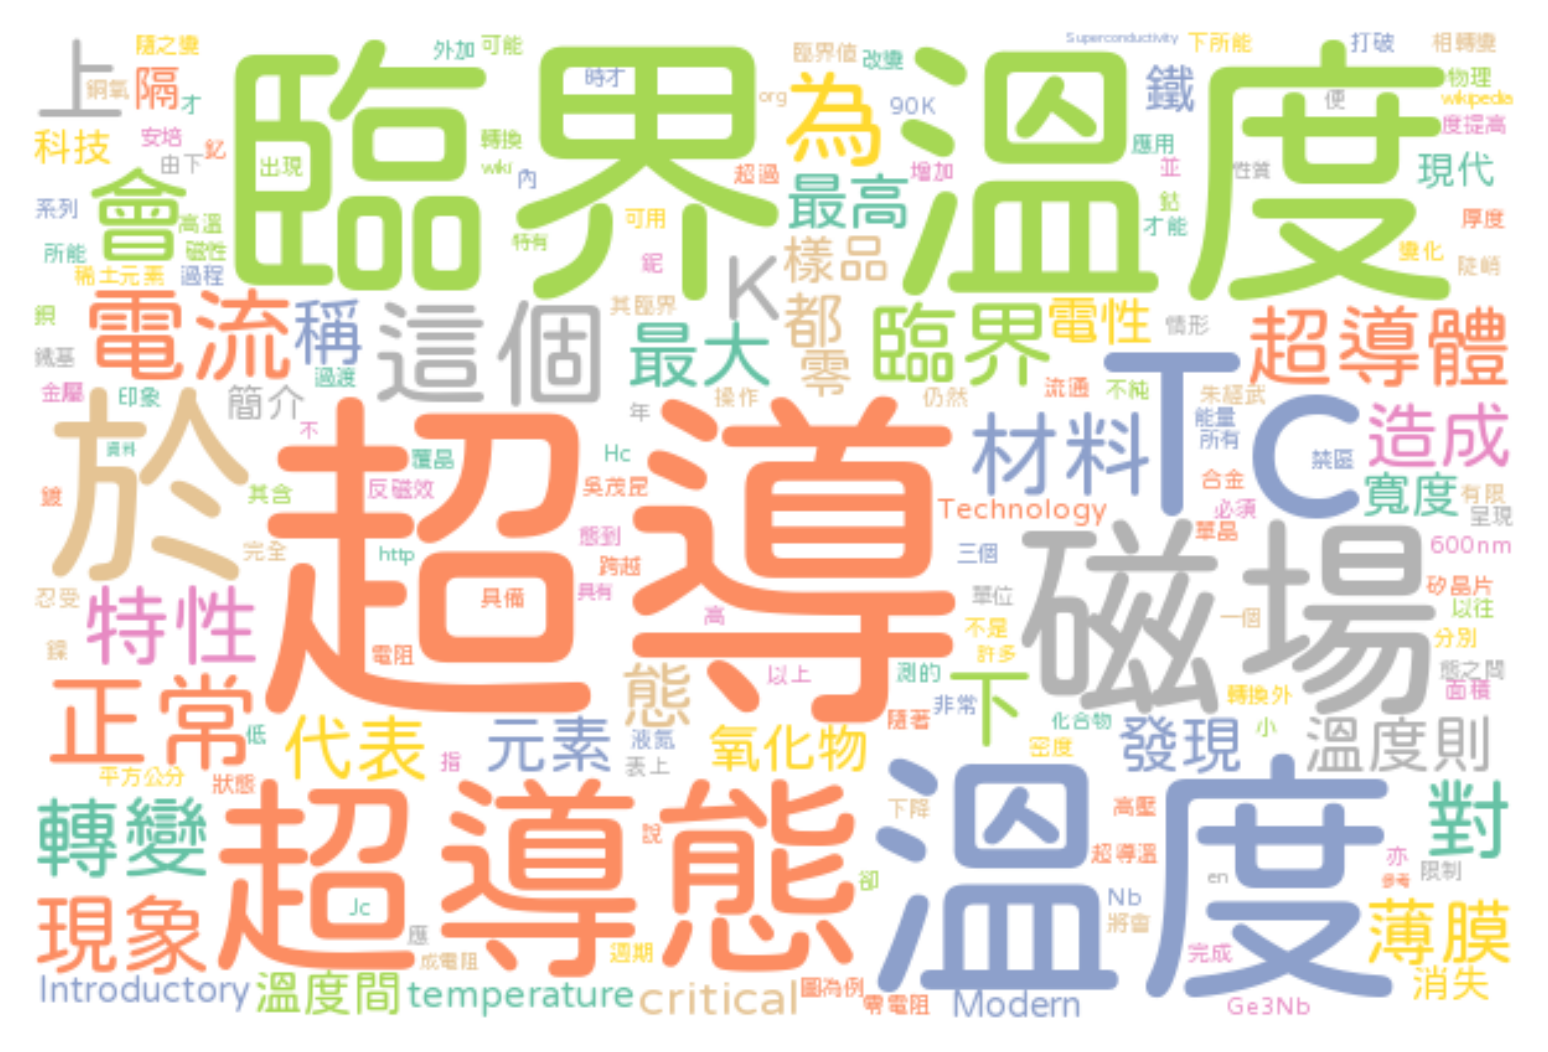 上
隨之變
外加
可能
臨界溫度
時才
臨界值
改變
Superconductivity
下所能
打破
相轉變
銅氧
隔
才
org
為
90K
鐵
便
物理
wikipedia
科技
安培
釔
由下
出現
轉換
wiki
內
超過
增加
應用
並
性質
度提高
現代
會
系列
高溫
可用
最高
鈷
才能
厚度
所能
磁性
特有
鈮
樣品
變化
陡峭
稀土元素
過程
K
銀
電流
稱
這個
其臨界
最大
都
零
臨界
電性
情形
超導體
鐵基
過渡
金屬
印象
簡介
不
年
操作
仍然
流通
不純
朱經武
Tc
能量
所有
造成
於
資料
超導
覆晶
Hc
材料
禁區
鍍
其含
反磁效
吳茂昆
Technology
合金
必須
寬度
有限
呈現
完全
http
態到
跨越
三個
磁場
單晶
600nm
忍受
特性
具備
具有
高
單位
一個
矽晶片
以往
鑠
電阻
不是
許多
分別
態之間
正常
態
以上
測的
下
轉換外
面積
低
代表
指
元素
液氮
表上
氧化物
隨著
非常
化合物
密度
發現
小
溫度則
平方公分
狀態
轉變
超導態
說
下降
溫度
高壓
對
超導溫
亦
限制
卻
en
參考
現象
Jc
應
成電阻
週期
Nb
將會
完成
薄膜
消失
Introductory
溫度間
temperature
critical
圖為例
零電阻
Modern
Ge3Nb